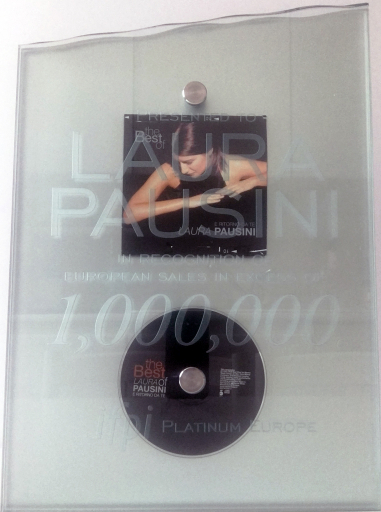 PRESENTED TO
the
Best
of
LAURA
PAUSINI
E RITORNO DA TE
LAURA PAUSINI
IN RECOGNITION OF
EUROPEAN SALES IN EXCESS OF
1,000,000
the
Best
LAURA of
PAUSINI
E RITORNO DA TE
ifpi PLATINUM EUROPE